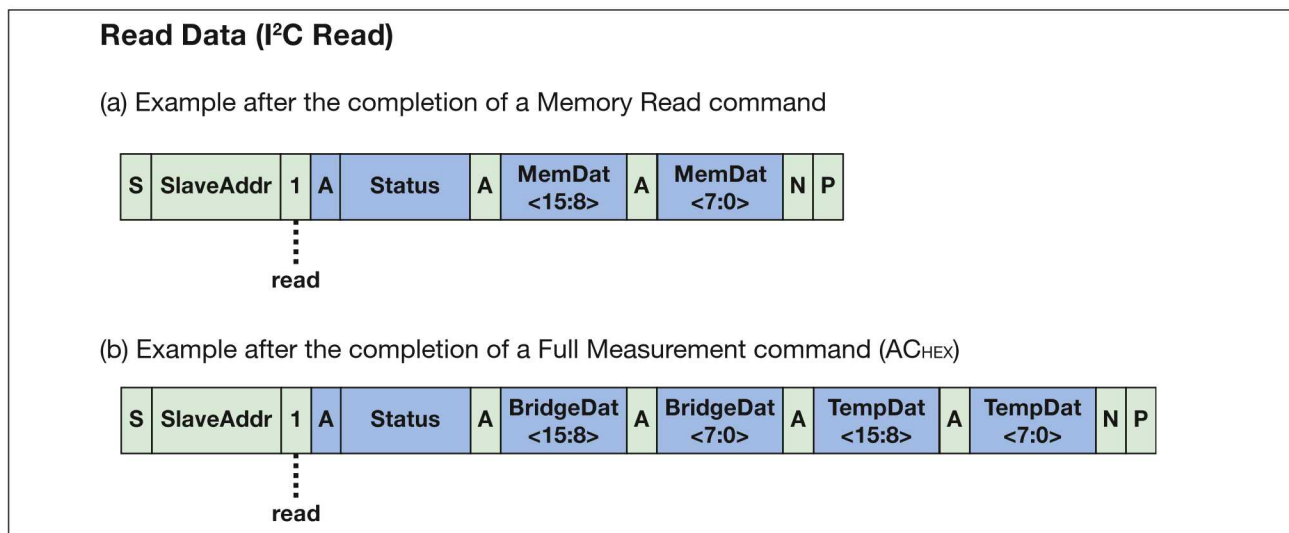 Read Data (I²C Read)
(a) Example after the completion of a Memory Read command
S SlaveAddr 1 A Status A MemDat <15:8> A MemDat <7:0> N P
read
(b) Example after the completion of a Full Measurement command (ACHEX)
S SlaveAddr 1 A Status A BridgeDat <15:8> A BridgeDat <7:0> A TempDat <15:8> A TempDat <7:0> N P
read